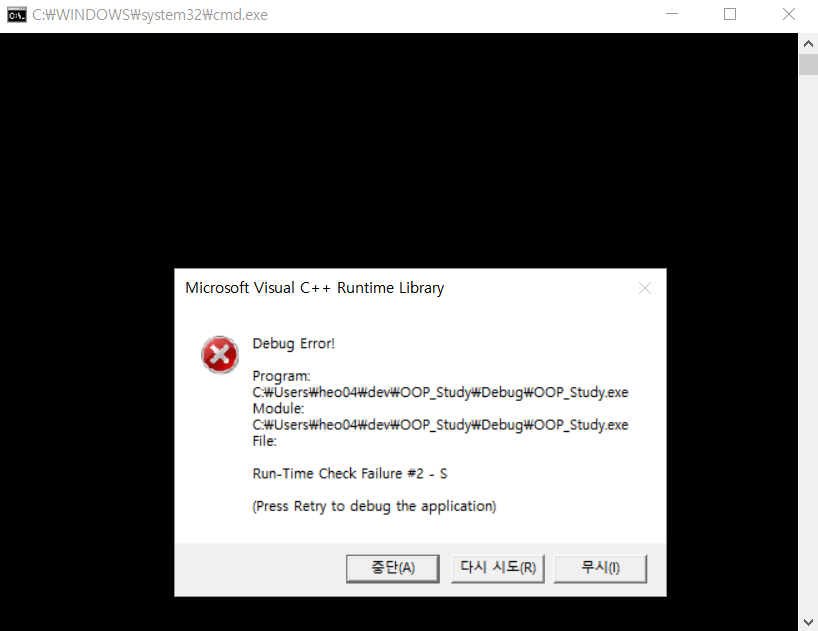 C:₩WINDOWS₩system32₩cmd.exe
Microsoft Visual C++ Runtime Library
Debug Error!
Program:
C:₩Users₩heo04₩dev₩OOP_Study₩Debug₩OOP_Study.exe
Module:
C:₩Users₩heo04₩dev₩OOP_Study₩Debug₩OOP_Study.exe
File:
Run-Time Check Failure #2 - S
(Press Retry to debug the application)
중단(A) 다시 시도(R) 무시(I)